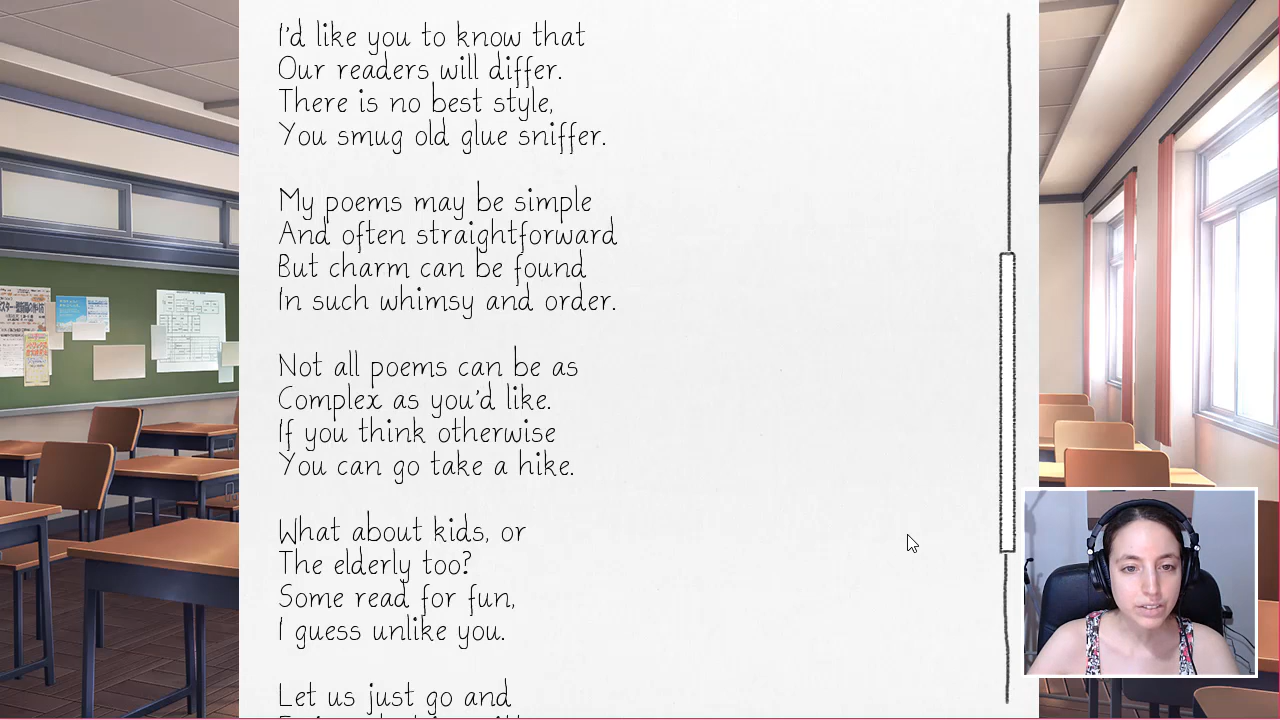 I'd like you to know that
Our readers will differ.
There is no best style,
You smug old glue sniffer.
My poems may be simple
And often straightforward
But charm can be found
In such whimsy and order.
Not all poems can be as
Complex as you'd like.
If you think otherwise
You can go take a hike.
What about kids, or
The elderly too?
Some read for fun,
I guess unlike you.
Let us just go and